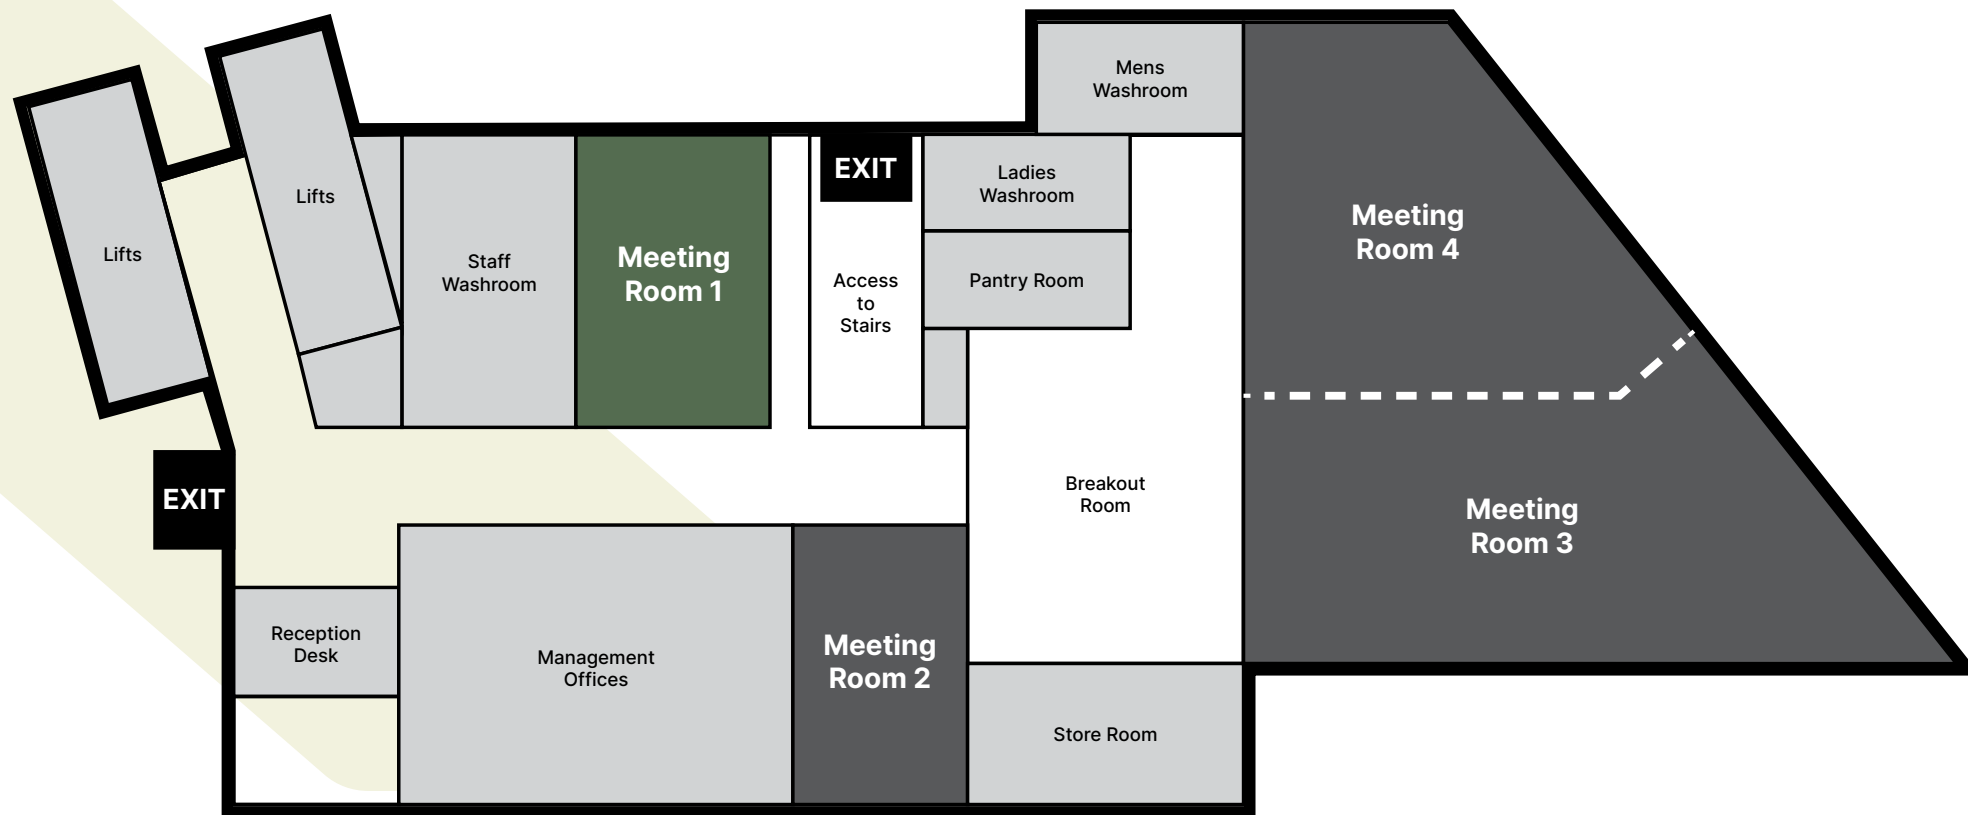 Mens
Washroom
EXIT
Ladies
Washroom
Lifts
Meeting
Room 4
Lifts
Staff
Washroom
Meeting
Room 1
Access
to
Stairs
Pantry Room
EXIT
Breakout
Room
Meeting
Room 3
Reception
Desk
Management
Offices
Meeting
Room 2
Store Room